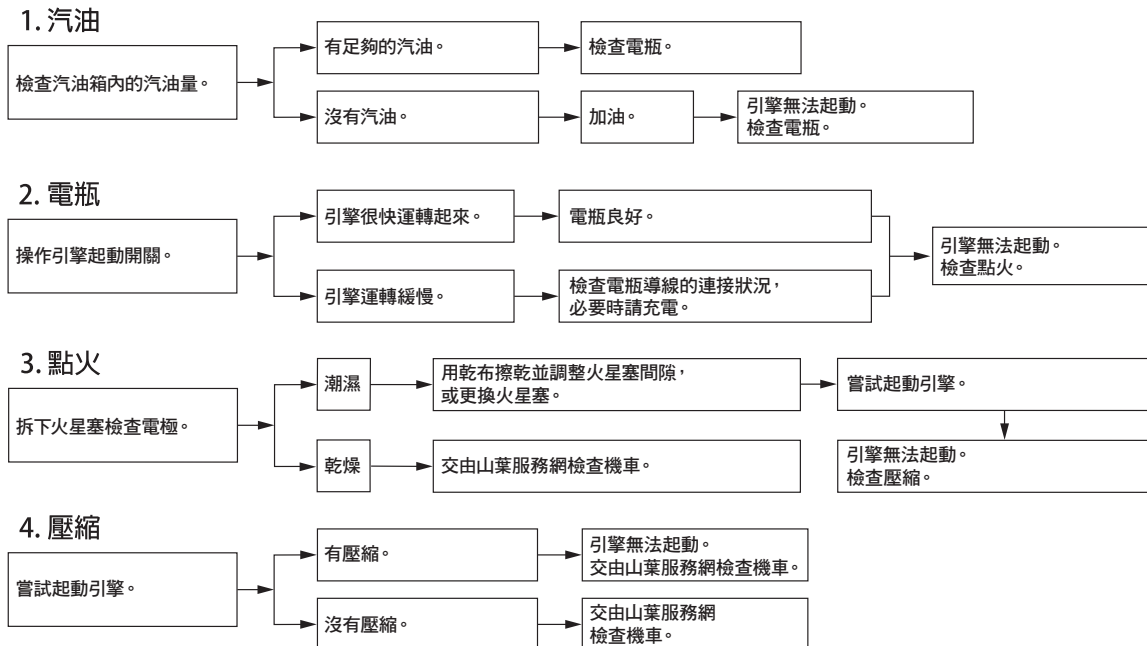 1. 汽油
檢查汽油箱內的汽油量。
有足夠的汽油。
檢查電瓶。
沒有汽油。
加油。
引擎無法起動。
檢查電瓶。
2. 電瓶
操作引擎起動開關。
引擎很快運轉起來。
電瓶良好。
引擎運轉緩慢。
檢查電瓶導線的連接狀況，
必要時請充電。
引擎無法起動。
檢查點火。
3. 點火
拆下火星塞檢查電極。
潮濕
用乾布擦乾並調整火星塞間隙，
或更換火星塞。
嘗試起動引擎。
引擎無法起動。
檢查壓縮。
乾燥
交由山葉服務網檢查機車。
4. 壓縮
嘗試起動引擎。
有壓縮。
引擎無法起動。
交由山葉服務網檢查機車。
沒有壓縮。
交由山葉服務網
檢查機車。